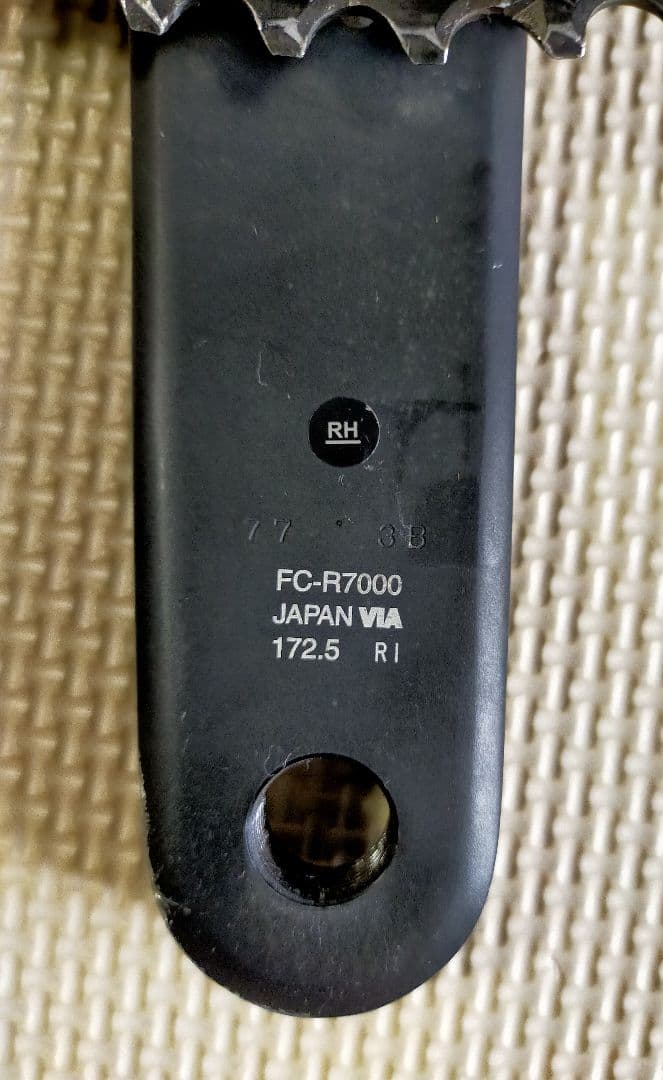 RH
77 3B
FC-R7000
JAPAN VIA
172.5 RI